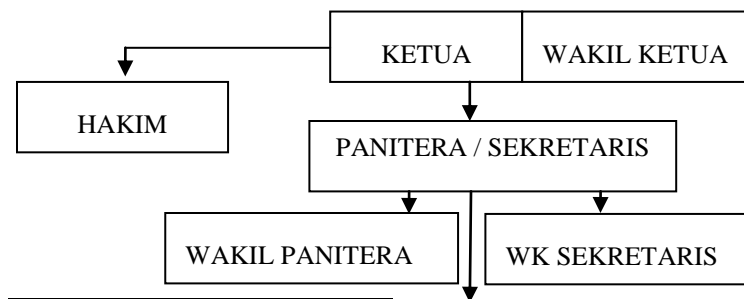 KETUA
WAKIL KETUA
HAKIM
PANITERA / SEKRETARIS
WAKIL PANITERA
WK SEKRETARIS